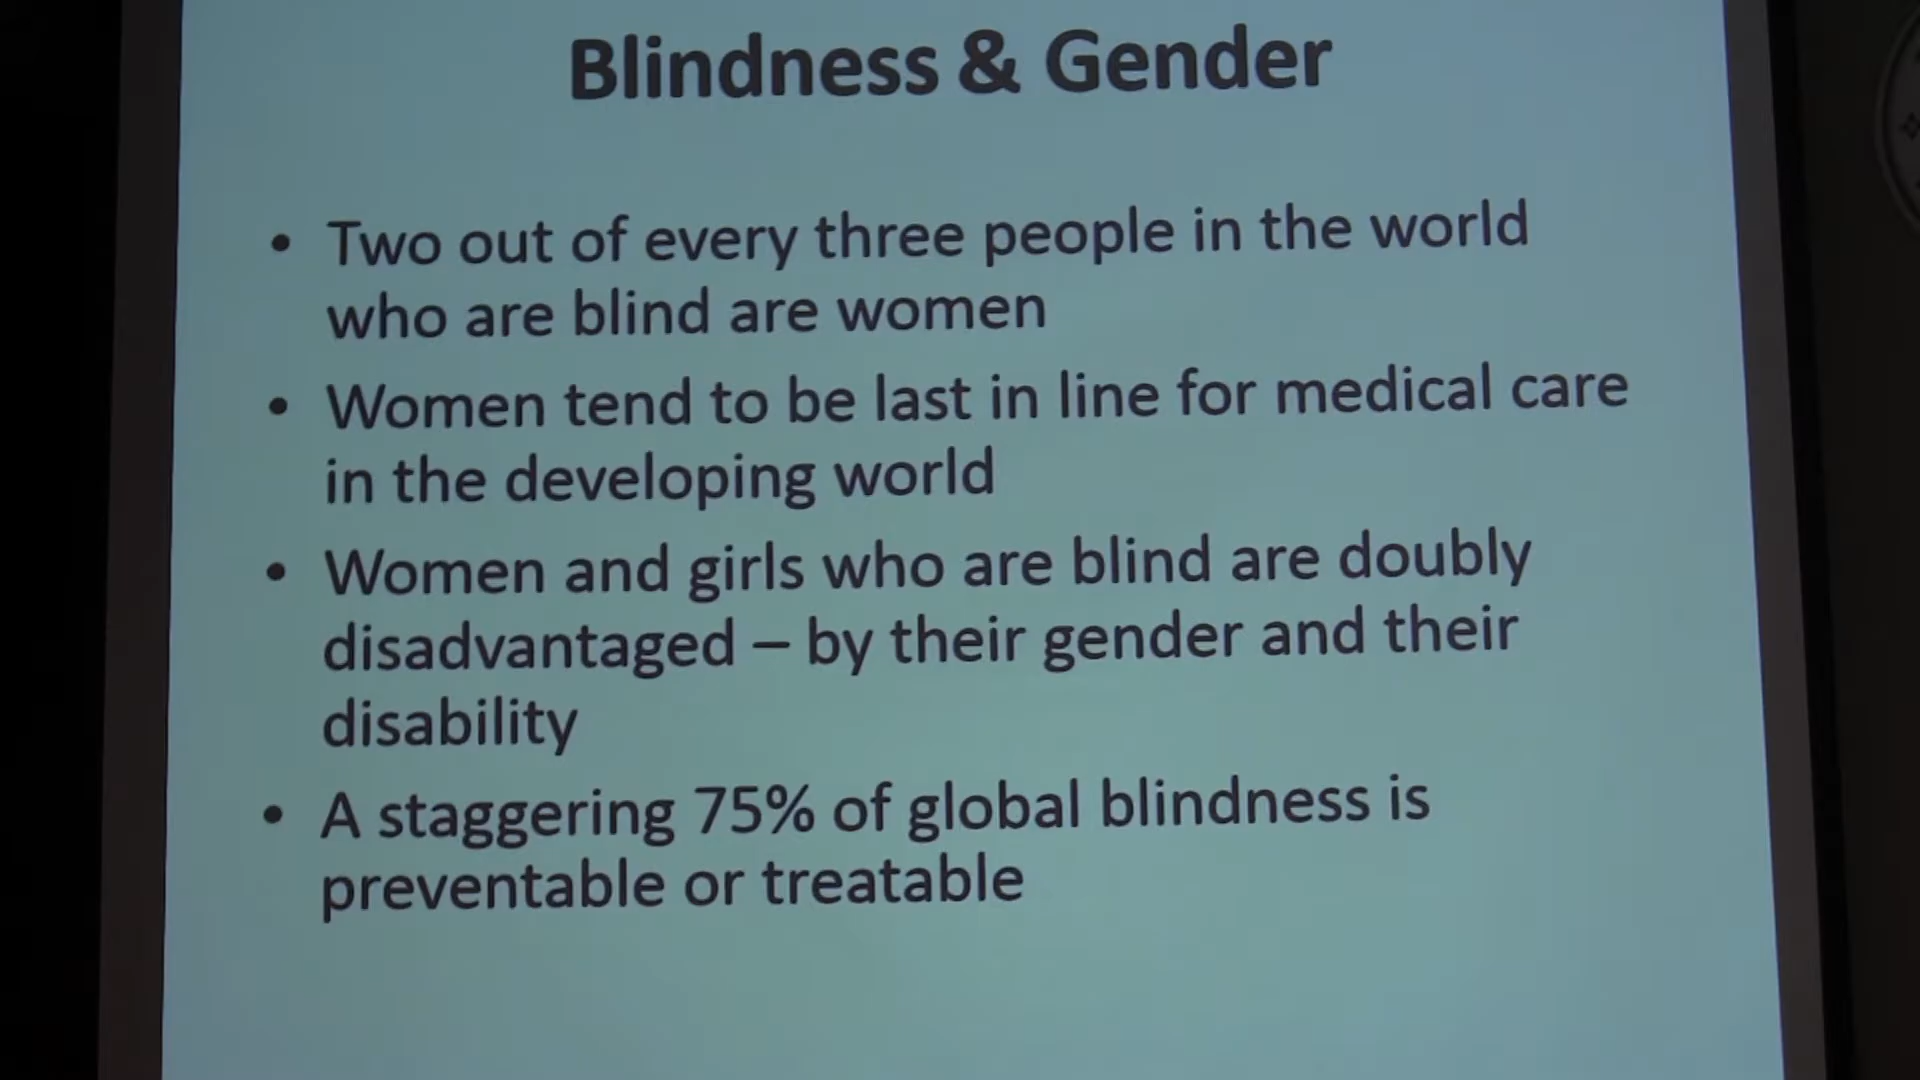 Blindness & Gender
• Two out of every three people in the world
who are blind are women
• Women tend to be last in line for medical care
in the developing world
• Women and girls who are blind are doubly
disadvantaged – by their gender and their
disability
• A staggering 75% of global blindness is
preventable or treatable